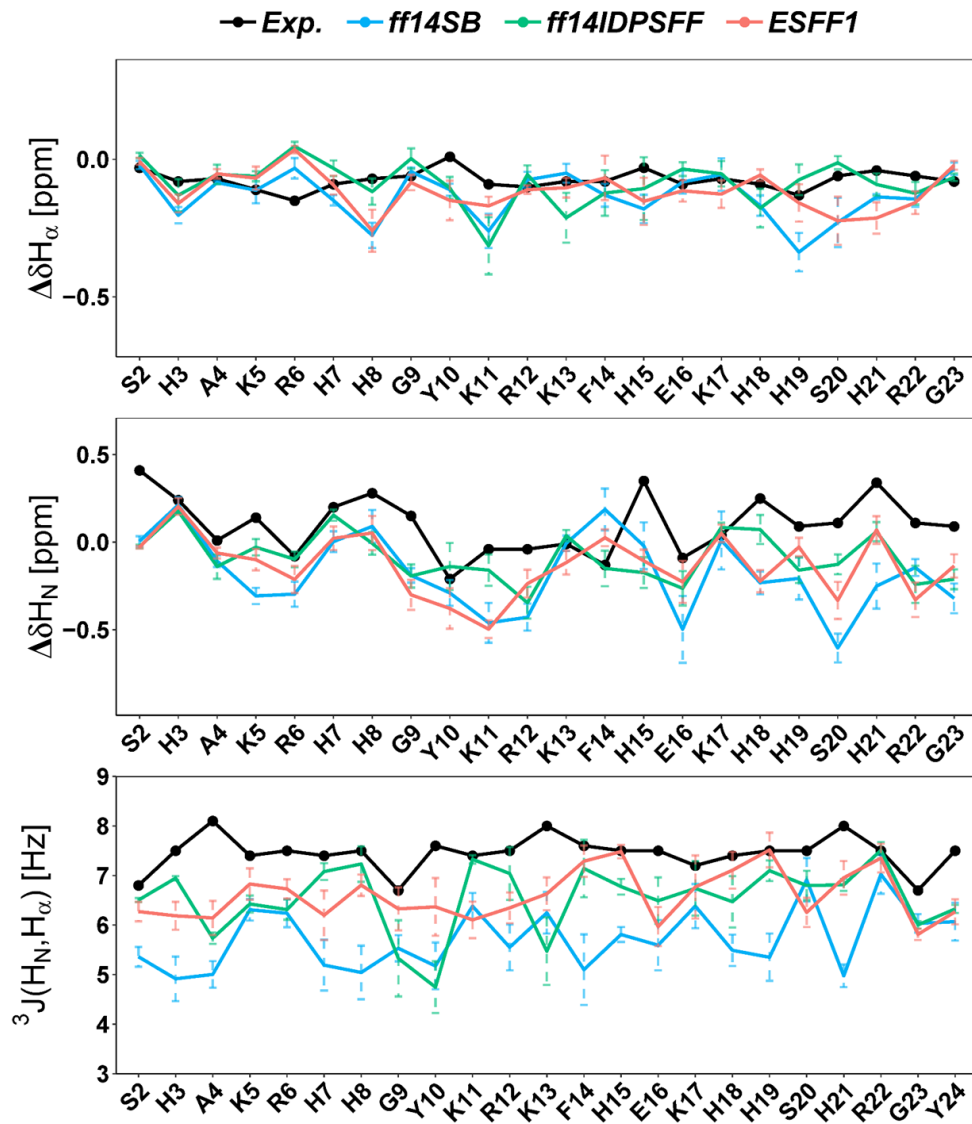 Exp. ff14SB ff14IDPSFF ESFF1
ΔδHα [ppm]
0.0
−0.5
S2 H3 A4 K5 R6 H7 H8 G9 Y10 K11 R12 K13 F14 H15 E16 K17 H18 H19 S20 H21 R22 G23
ΔδHN [ppm]
0.5
0.0
−0.5
S2 H3 A4 K5 R6 H7 H8 G9 Y10 K11 R12 K13 F14 H15 E16 K17 H18 H19 S20 H21 R22 G23
³J(HN, Hα) [Hz]
9
8
7
6
5
4
3
S2 H3 A4 K5 R6 H7 H8 G9 Y10 K11 R12 K13 F14 H15 E16 K17 H18 H19 S20 H21 R22 G23 Y24